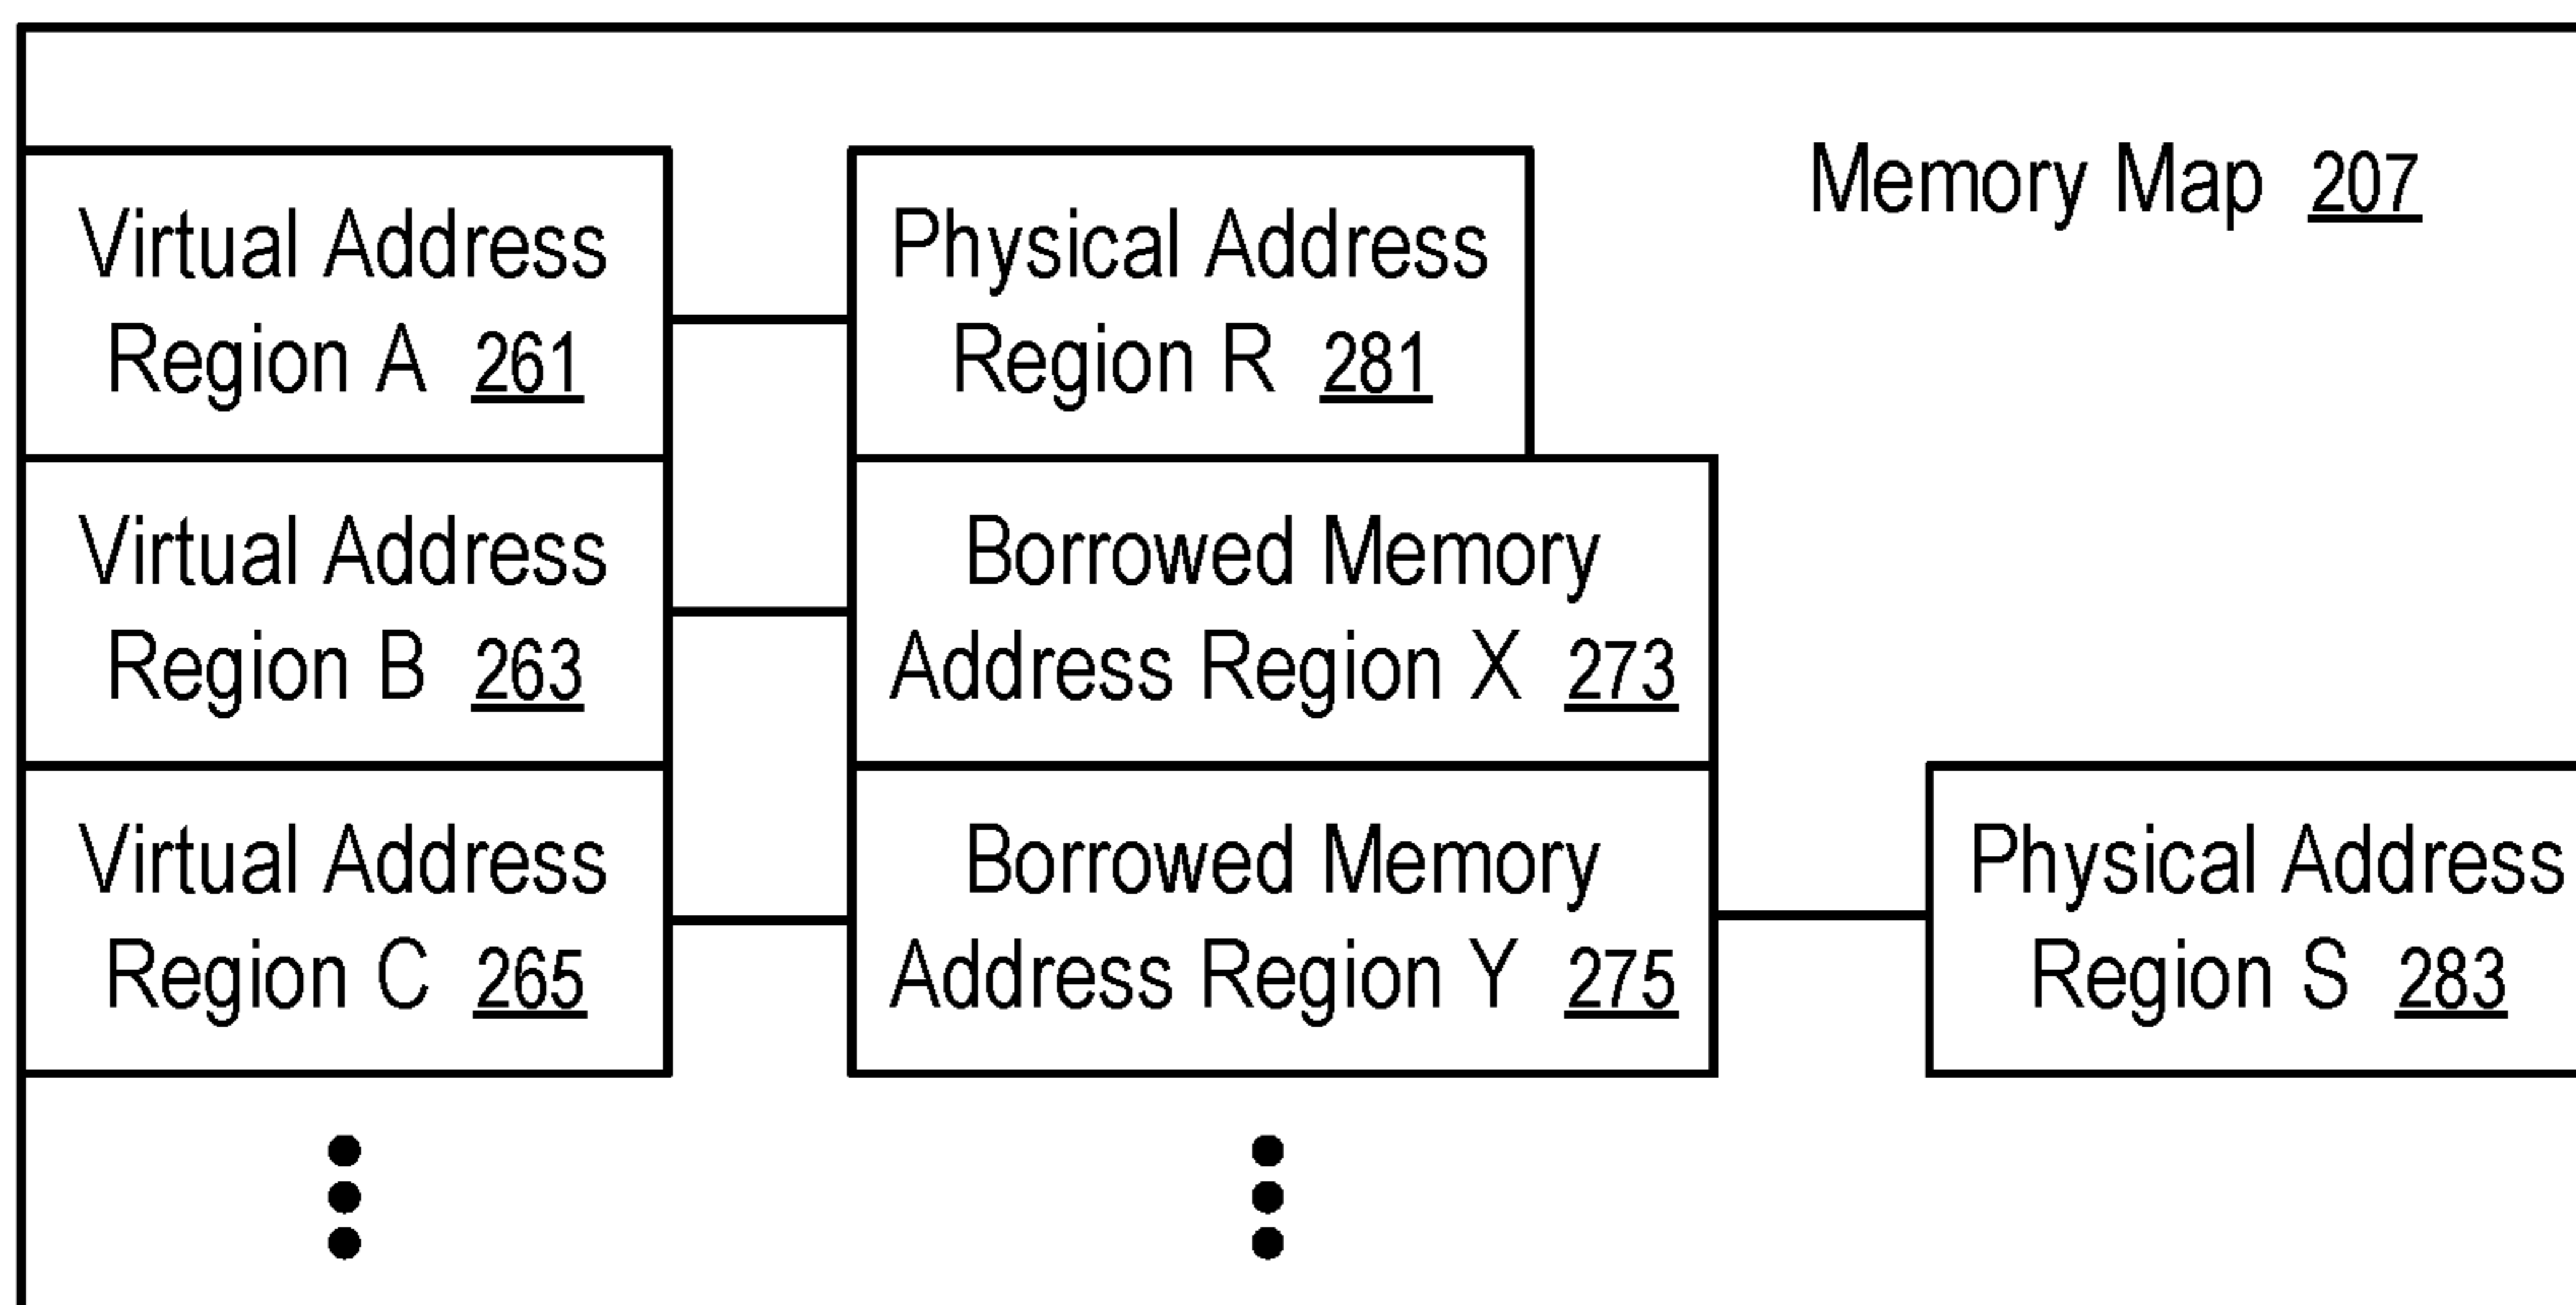 Memory Map 207
Virtual Address
Region A 261
Physical Address
Region R 281
Virtual Address
Region B 263
Borrowed Memory
Address Region X 273
Virtual Address
Region C 265
Borrowed Memory
Address Region Y 275
Physical Address
Region S 283